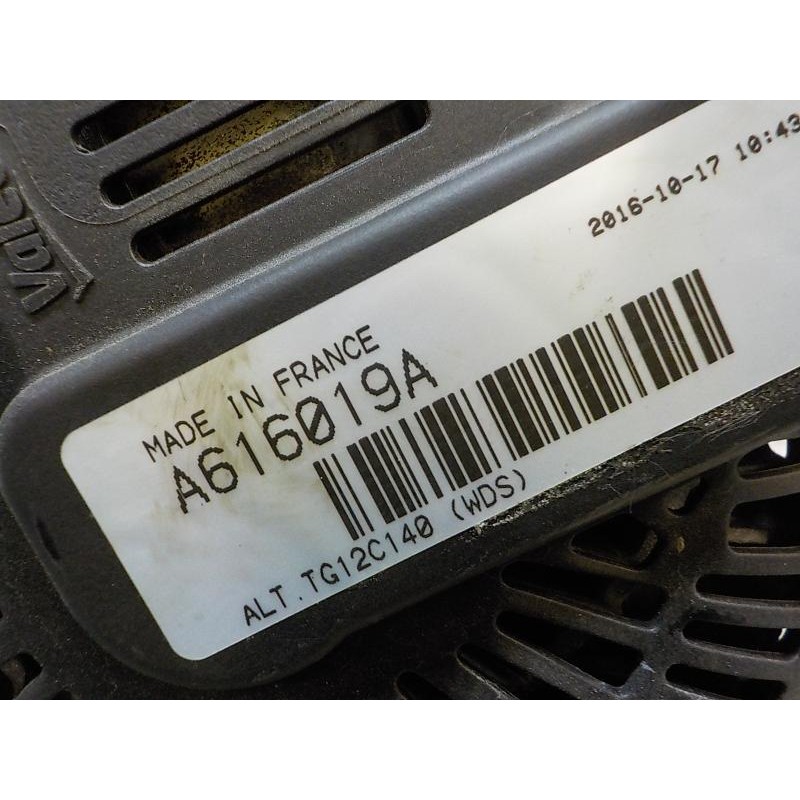 2016-10-17 10:43
MADE IN FRANCE
A616019A
ALT.TG12C140 (WDS)